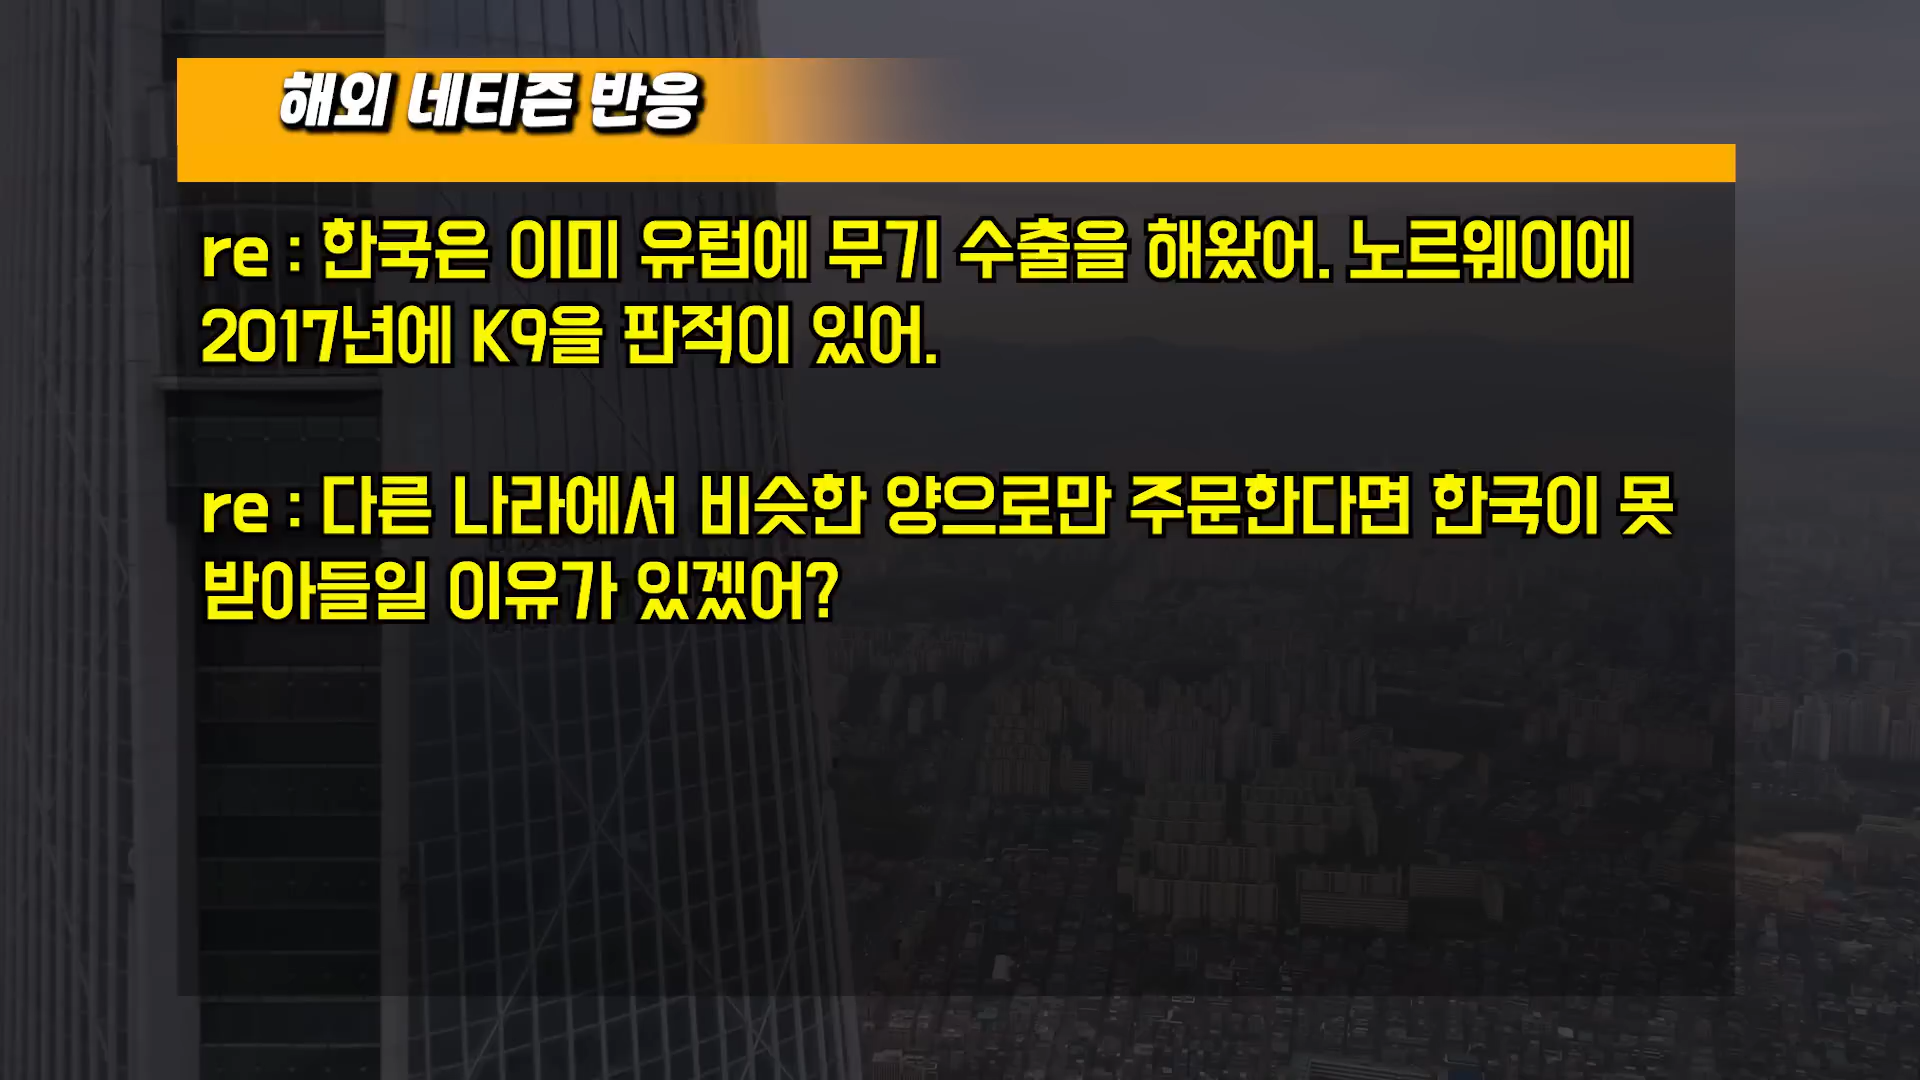 해외 네티즌 반응
re : 한국은 이미 유럽에 무기 수출을 해왔어. 노르웨이에
2017년에 K9을 판적이 있어.
re : 다른 나라에서 비슷한 양으로만 주문한다면 한국이 못
받아들일 이유가 있겠어?